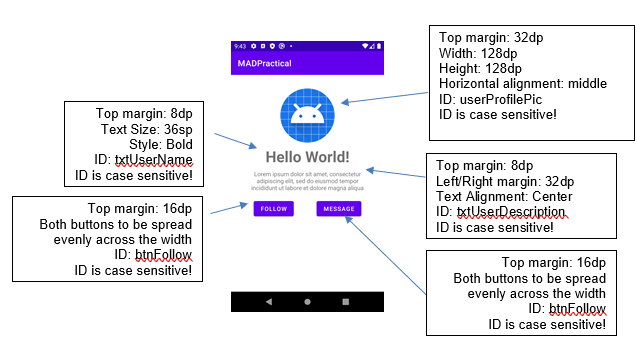 Top margin: 32dp
Width: 128dp
Height: 128dp
Horizontal alignment: middle
ID: userProfilePic
ID is case sensitive!
9:43
MADPractical
Top margin: 8dp
Text Size: 36sp
Style: Bold
ID: txtUserName
ID is case sensitive!
Hello World!
Lorem ipsum dolor sit amet, consectetur
adipiscing elit, sed do eiusmod tempor
incididunt ut labore et dolore magna aliqua
Top margin: 8dp
Left/Right margin: 32dp
Text Alignment: Center
ID: txtUserDescription
ID is case sensitive!
Top margin: 16dp
Both buttons to be spread
evenly across the width
ID: btnFollow
ID is case sensitive!
FOLLOW
MESSAGE
Top margin: 16dp
Both buttons to be spread
evenly across the width
ID: btnFollow
ID is case sensitive!